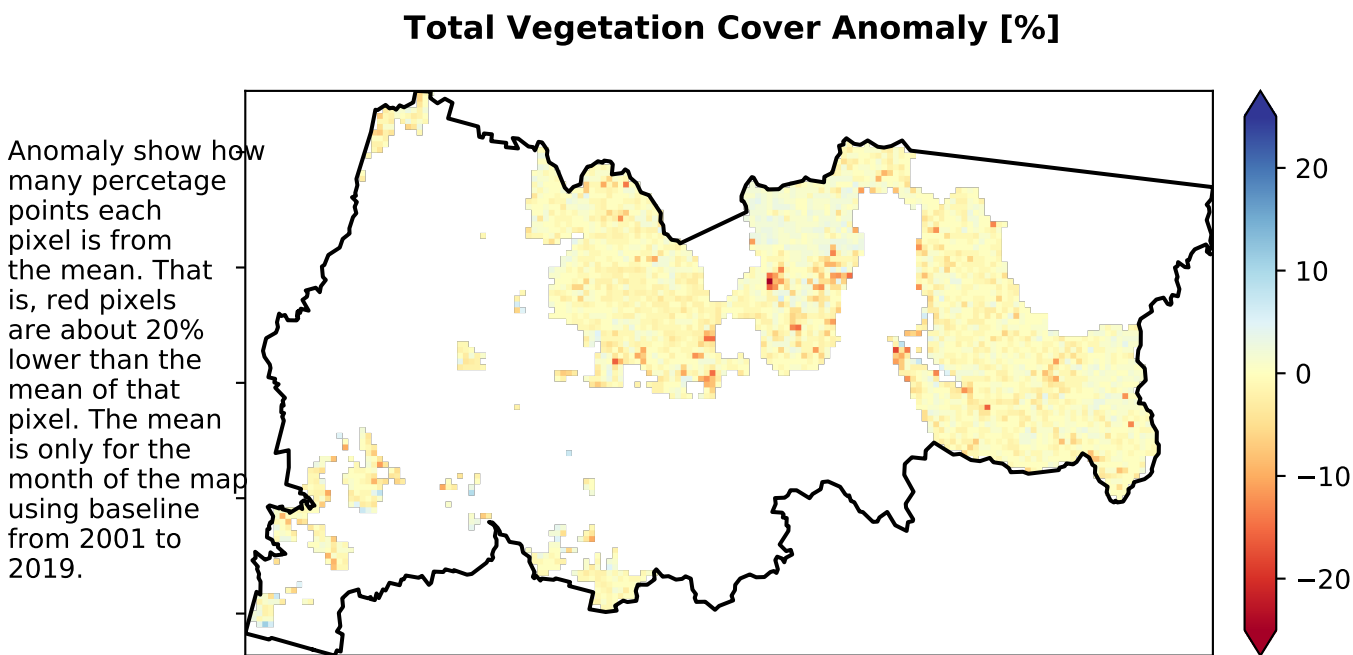 Total Vegetation Cover Anomaly [%]
Anomaly show how
many percetage
points each
pixel is from
the mean. That
is, red pixels
are about 20%
lower than the
mean of that
pixel. The mean
is only for the
month of the map
using baseline
from 2001 to
2019.
20
10
0
−10
−20